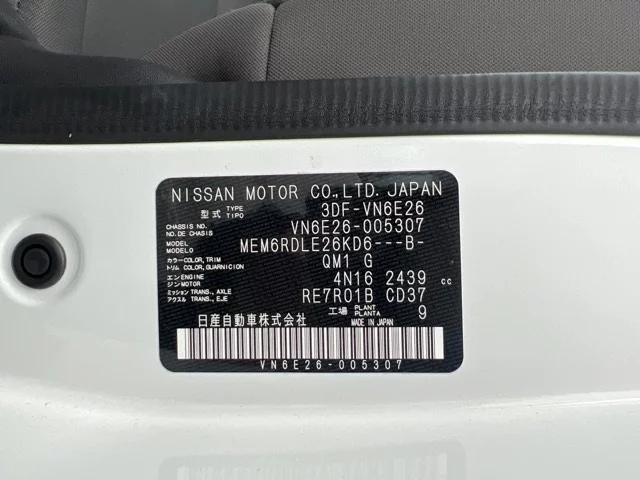 NISSAN MOTOR CO.,LTD. JAPAN
型式 TYPE TIPO 3DF-VN6E26
CHASSIS NO. NO.DE CHASIS VN6E26-005307
MODEL MODELO MEM6RDLE26KD6---B-
カラー COLOR, TRIM トリム COLOR, GUARNICION QM1 G
エンジン ENGINE MOTOR 4N16 2439 cc
ミッション TRANS., AXLE アクスル TRANS., EJE RE7R01B CD37
日産自動車株式会社 工場 PLANT PLANTA 9
MADE IN JAPAN
VN6E26-005307